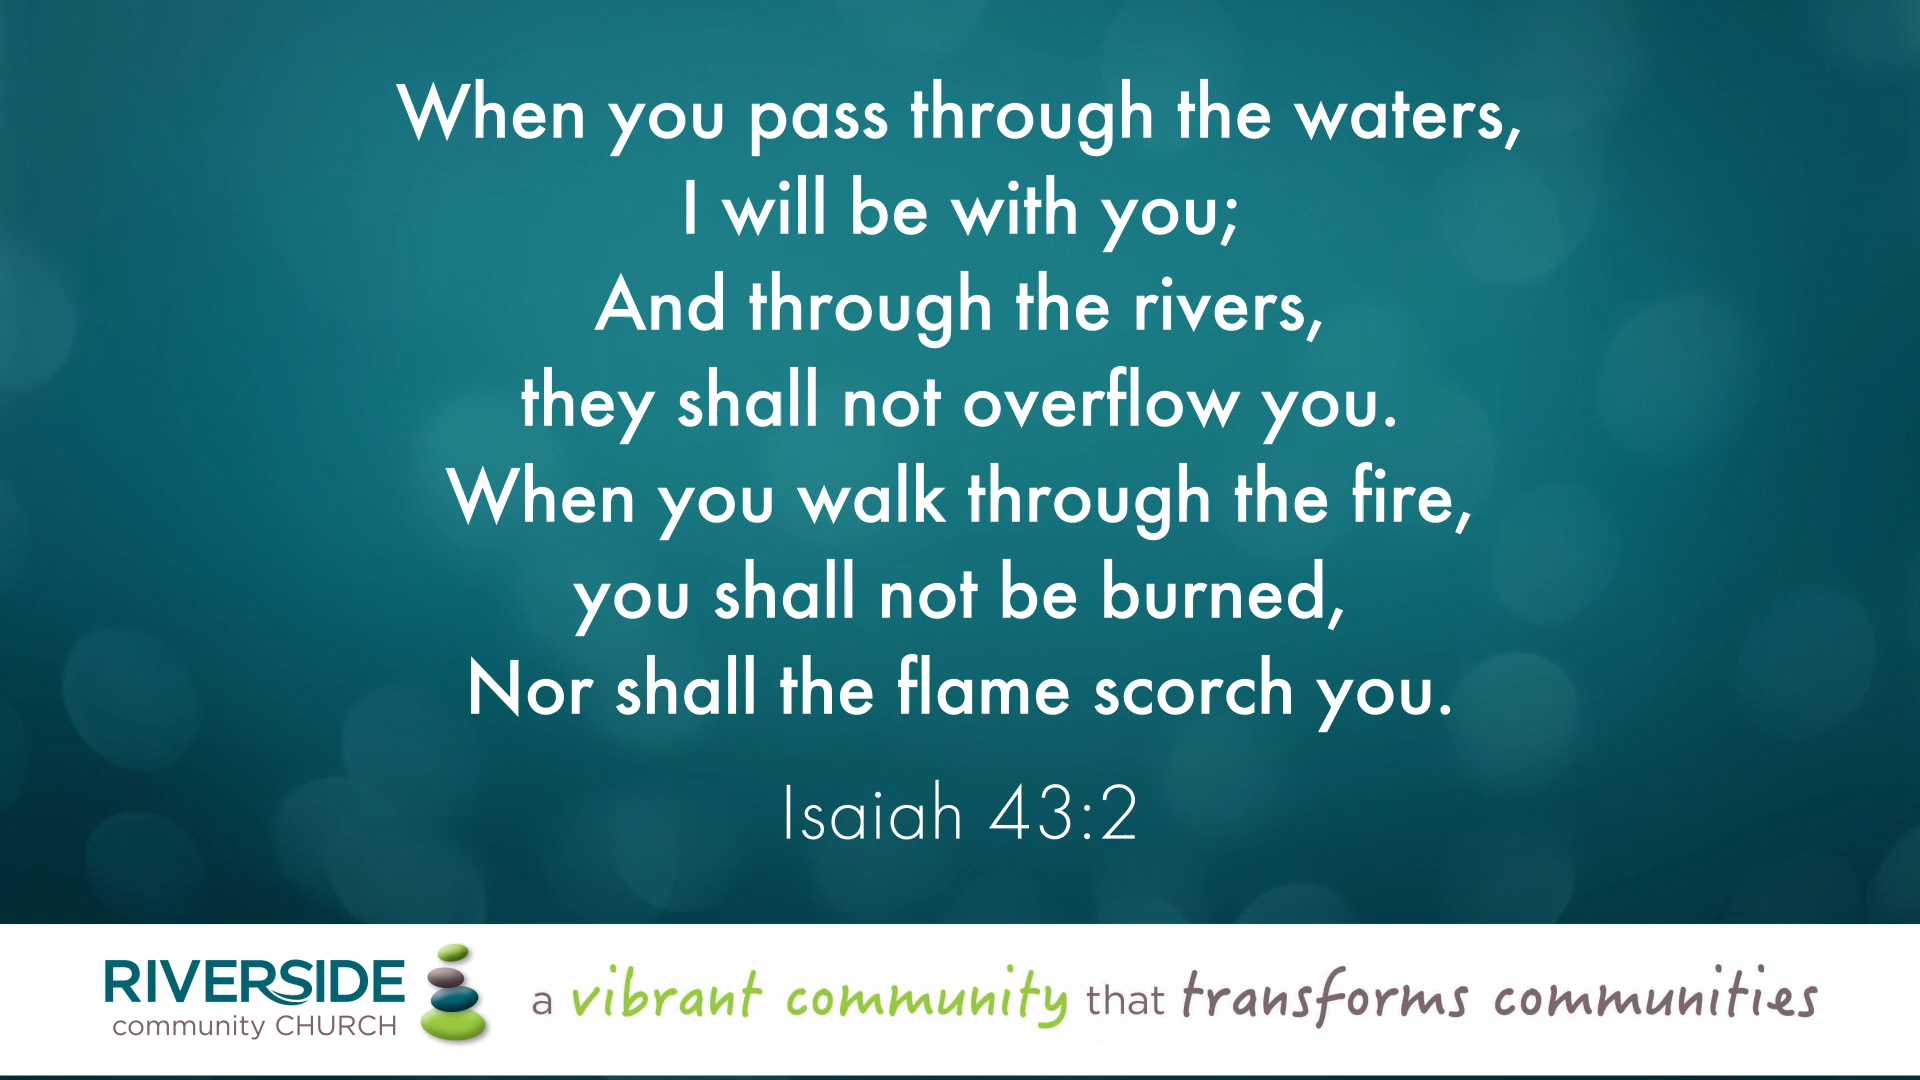 When you pass through the waters,
I will be with you;
And through the rivers,
they shall not overflow you.
When you walk through the fire,
you shall not be burned,
Nor shall the flame scorch you.
Isaiah 43:2
RIVERSIDE
community CHURCH
a vibrant community that transforms communities